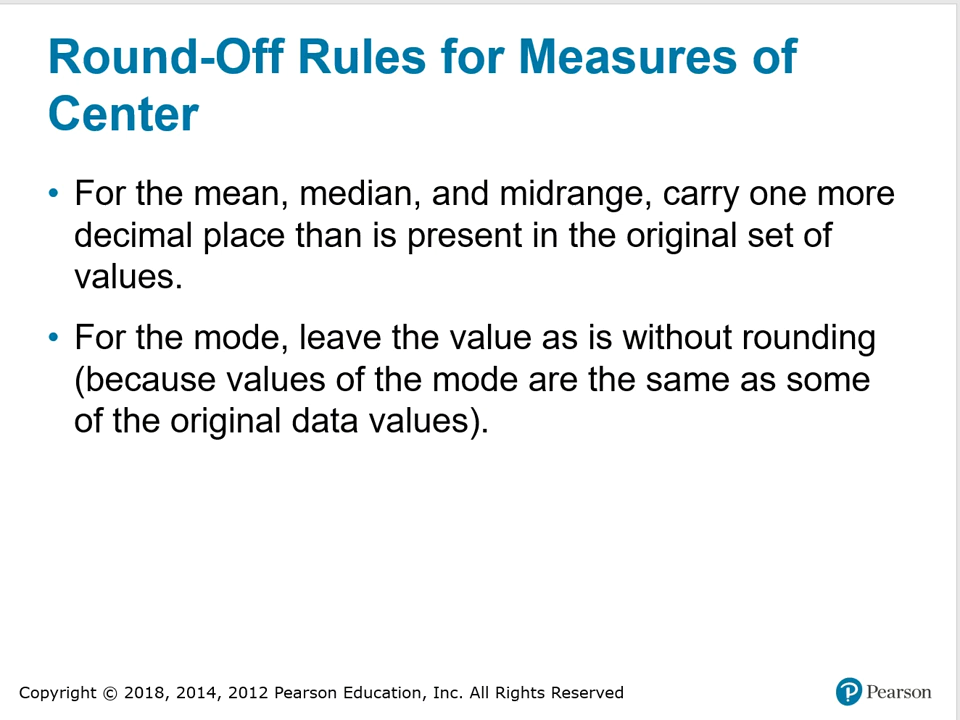 Round-Off Rules for Measures of
Center
• For the mean, median, and midrange, carry one more
decimal place than is present in the original set of
values.
• For the mode, leave the value as is without rounding
(because values of the mode are the same as some
of the original data values).
Copyright © 2018, 2014, 2012 Pearson Education, Inc. All Rights Reserved
P Pearson